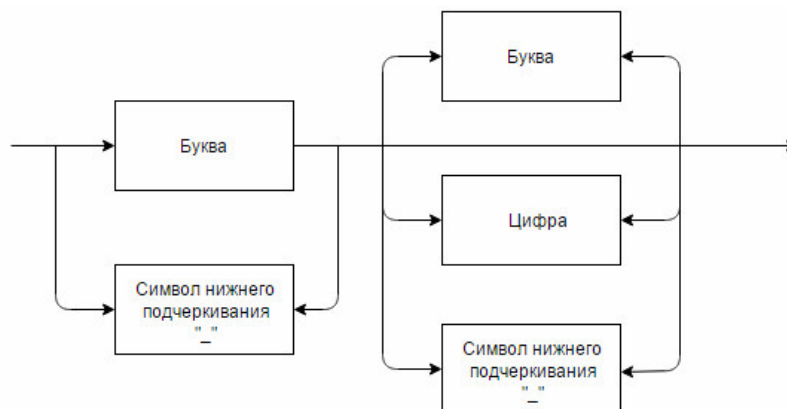 Буква
Буква
Цифра
Символ нижнего
подчеркивания
"_"
Символ нижнего
подчеркивания
"_"